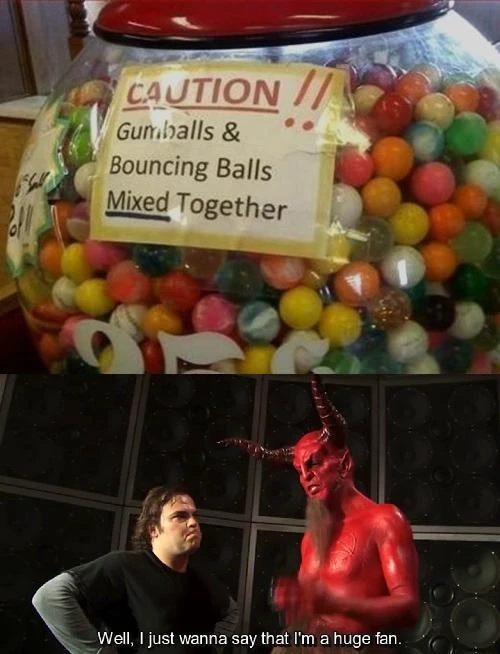 CAUTION !!
Gumballs &
Bouncing Balls
Mixed Together
25¢
Well, I just wanna say that I'm a huge fan.